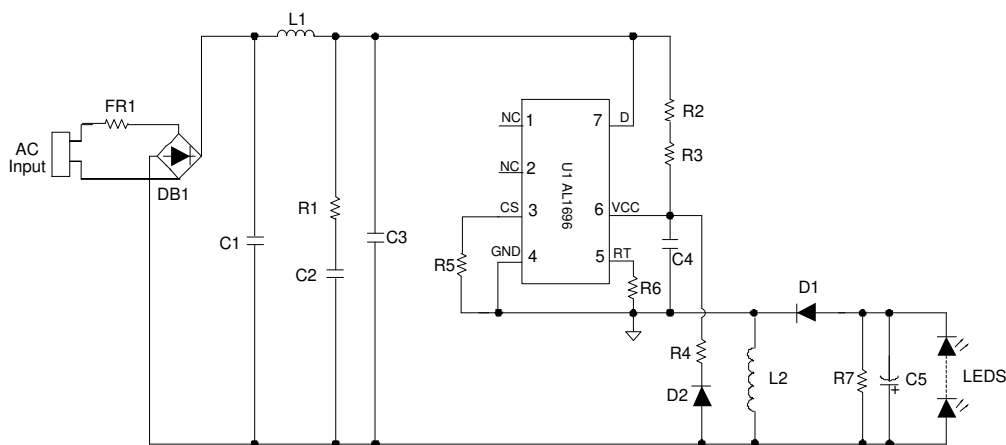 L1
FR1
AC
Input
DB1
R1
C1
C2
C3
NC
1
7
D
NC
2
CS
3
6
VCC
GND
4
5
RT
U1 AL1696
R2
R3
R5
R6
C4
D1
R4
D2
L2
R7
C5
+
LEDS